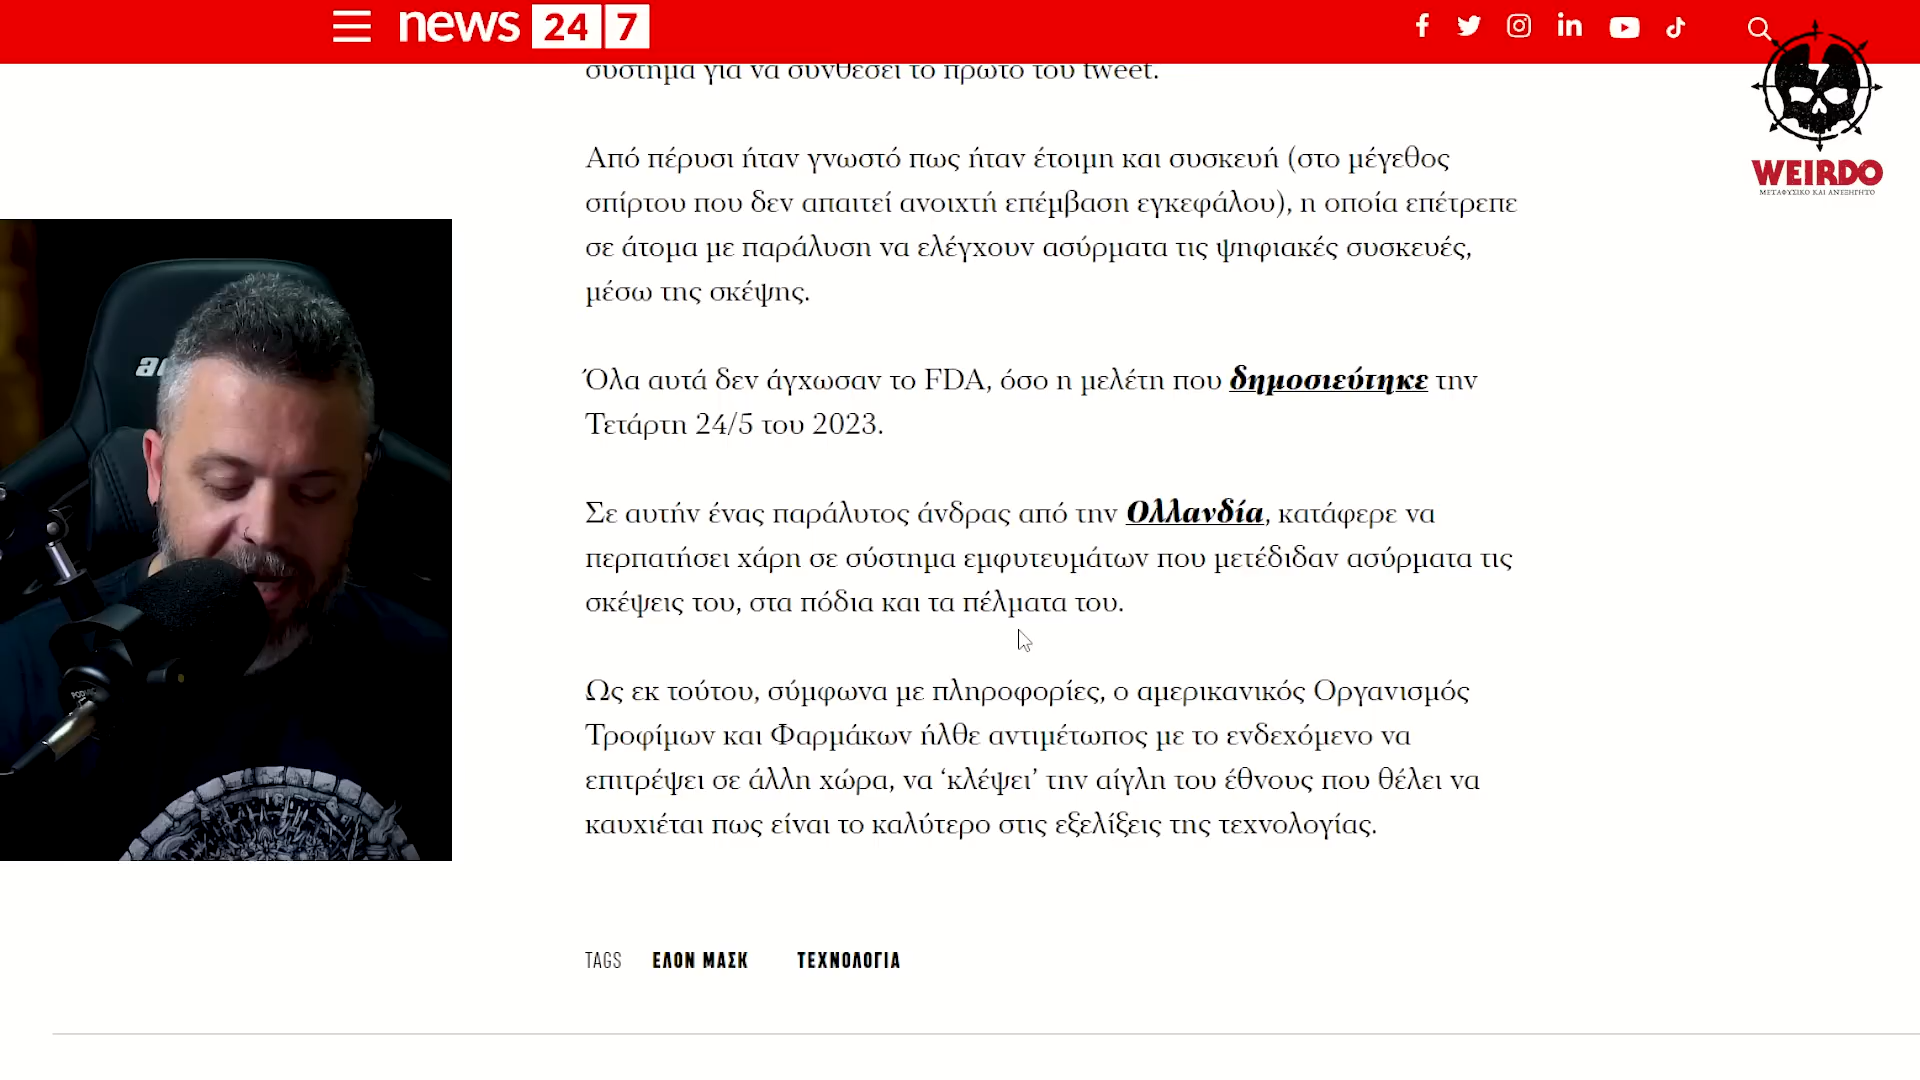 news 24 7
σύστημα για να συνθέσει το πρώτο του tweet.
Από πέρυσι ήταν γνωστό πως ήταν έτοιμη και συσκευή (στο μέγεθος
σπίρτου που δεν απαιτεί ανοιχτή επέμβαση εγκεφάλου), η οποία επέτρεπε
σε άτομα με παράλυση να ελέγχουν ασύρματα τις ψηφιακές συσκευές,
μέσω της σκέψης.
Όλα αυτά δεν άγχωσαν το FDA, όσο η μελέτη που δημοσιεύτηκε την
Τετάρτη 24/5 του 2023.
Σε αυτήν ένας παράλυτος άνδρας από την Ολλανδία, κατάφερε να
περπατήσει χάρη σε σύστημα εμφυτευμάτων που μετέδιδαν ασύρματα τις
σκέψεις του, στα πόδια και τα πέλματα του.
Ως εκ τούτου, σύμφωνα με πληροφορίες, ο αμερικανικός Οργανισμός
Τροφίμων και Φαρμάκων ήλθε αντιμέτωπος με το ενδεχόμενο να
επιτρέψει σε άλλη χώρα, να ‘κλέψει’ την αίγλη του έθνους που θέλει να
καυχιέται πως είναι το καλύτερο στις εξελίξεις της τεχνολογίας.
TAGS ΕΛΟΝ ΜΑΣΚ ΤΕΧΝΟΛΟΓΙΑ
WEIRDO
ΜΕΤΑΦΥΣΙΚΟ ΚΑΙ ΑΝΕΞΗΓΗΤΟ